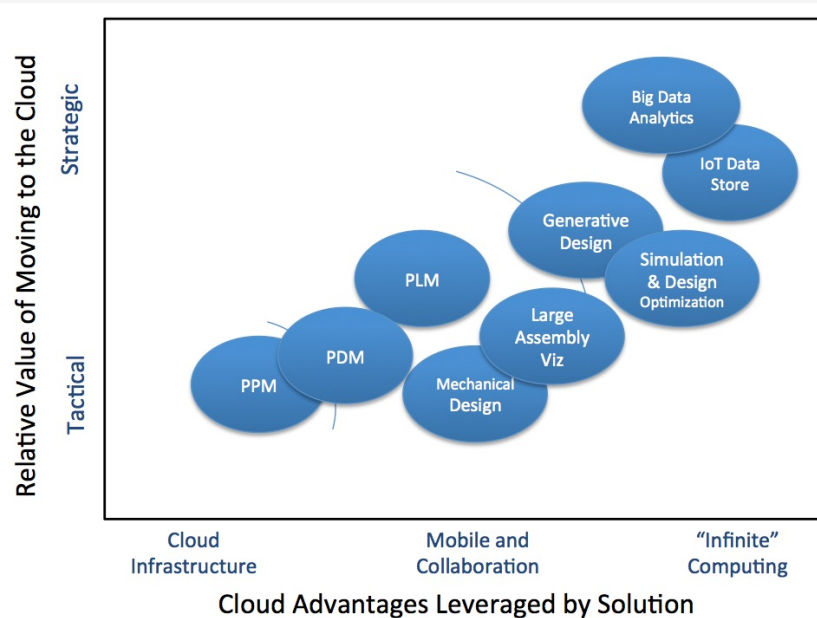 Relative Value of Moving to the Cloud
Strategic
Tactical
Big Data
Analytics
IoT Data
Store
Generative
Design
Simulation
& Design
Optimization
PLM
Large
Assembly
Viz
PDM
PPM
Mechanical
Design
Cloud
Infrastructure
Mobile and
Collaboration
“Infinite”
Computing
Cloud Advantages Leveraged by Solution